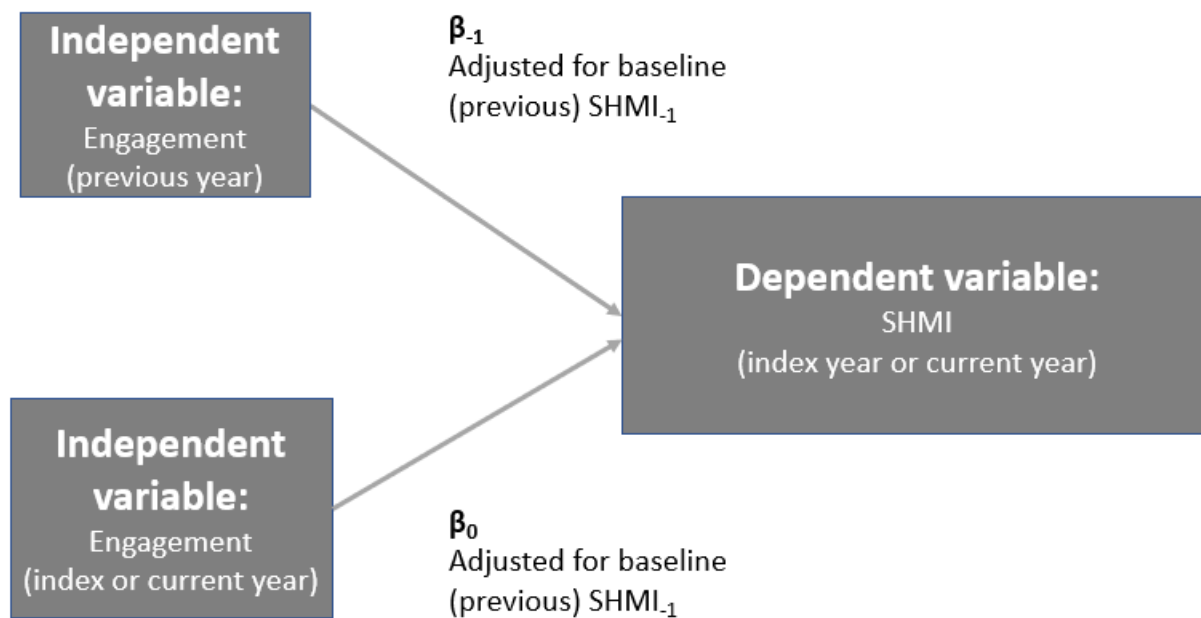 Independent
variable:
Engagement
(previous year)
β-1
Adjusted for baseline
(previous) SHMI-1
Dependent variable:
SHMI
(index year or current year)
Independent
variable:
Engagement
(index or current year)
β0
Adjusted for baseline
(previous) SHMI-1